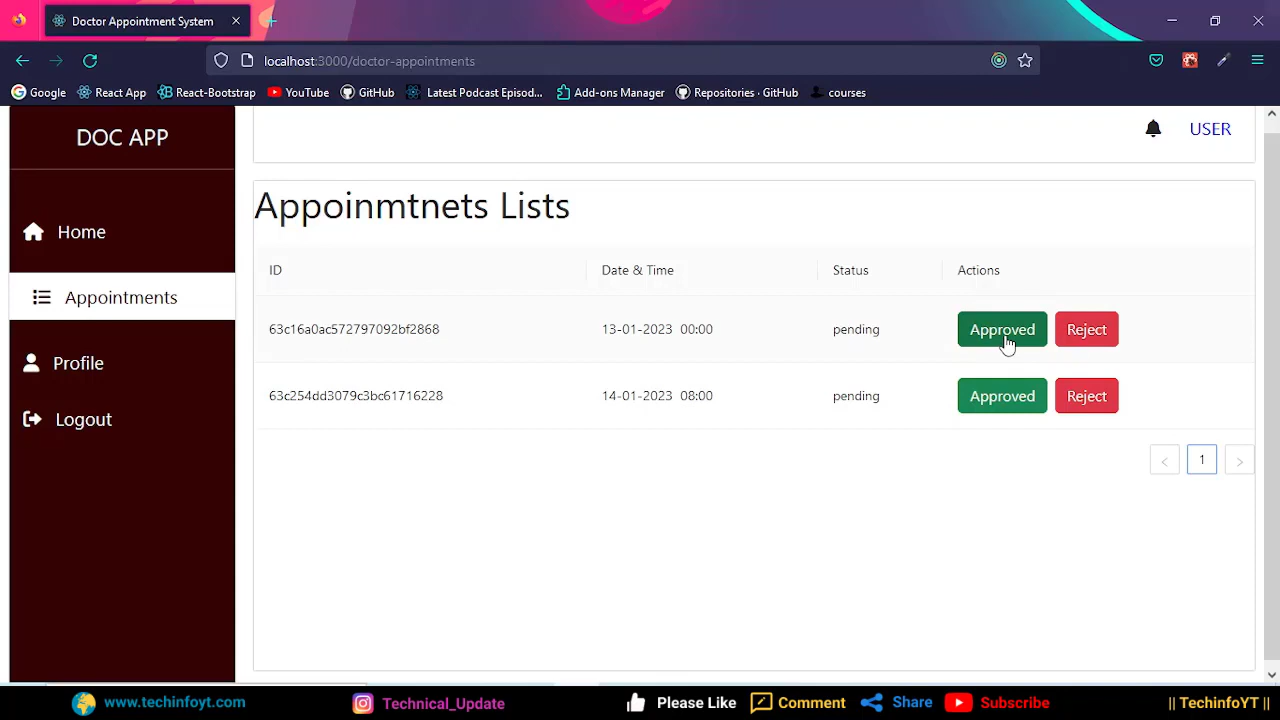 Doctor Appointment System
localhost:3000/doctor-appointments
Google React App React-Bootstrap YouTube GitHub Latest Podcast Episod... Add-ons Manager Repositories · GitHub courses
DOC APP
USER
Home
Appointments
Profile
Logout
Appoinmtnets Lists
ID Date & Time Status Actions
63c16a0ac572797092bf2868 13-01-2023 00:00 pending Approved Reject
63c254dd3079c3bc61716228 14-01-2023 08:00 pending Approved Reject
< 1 >
www.techinfoyt.com Technical_Update Please Like Comment Share Subscribe || TechinfoYT ||